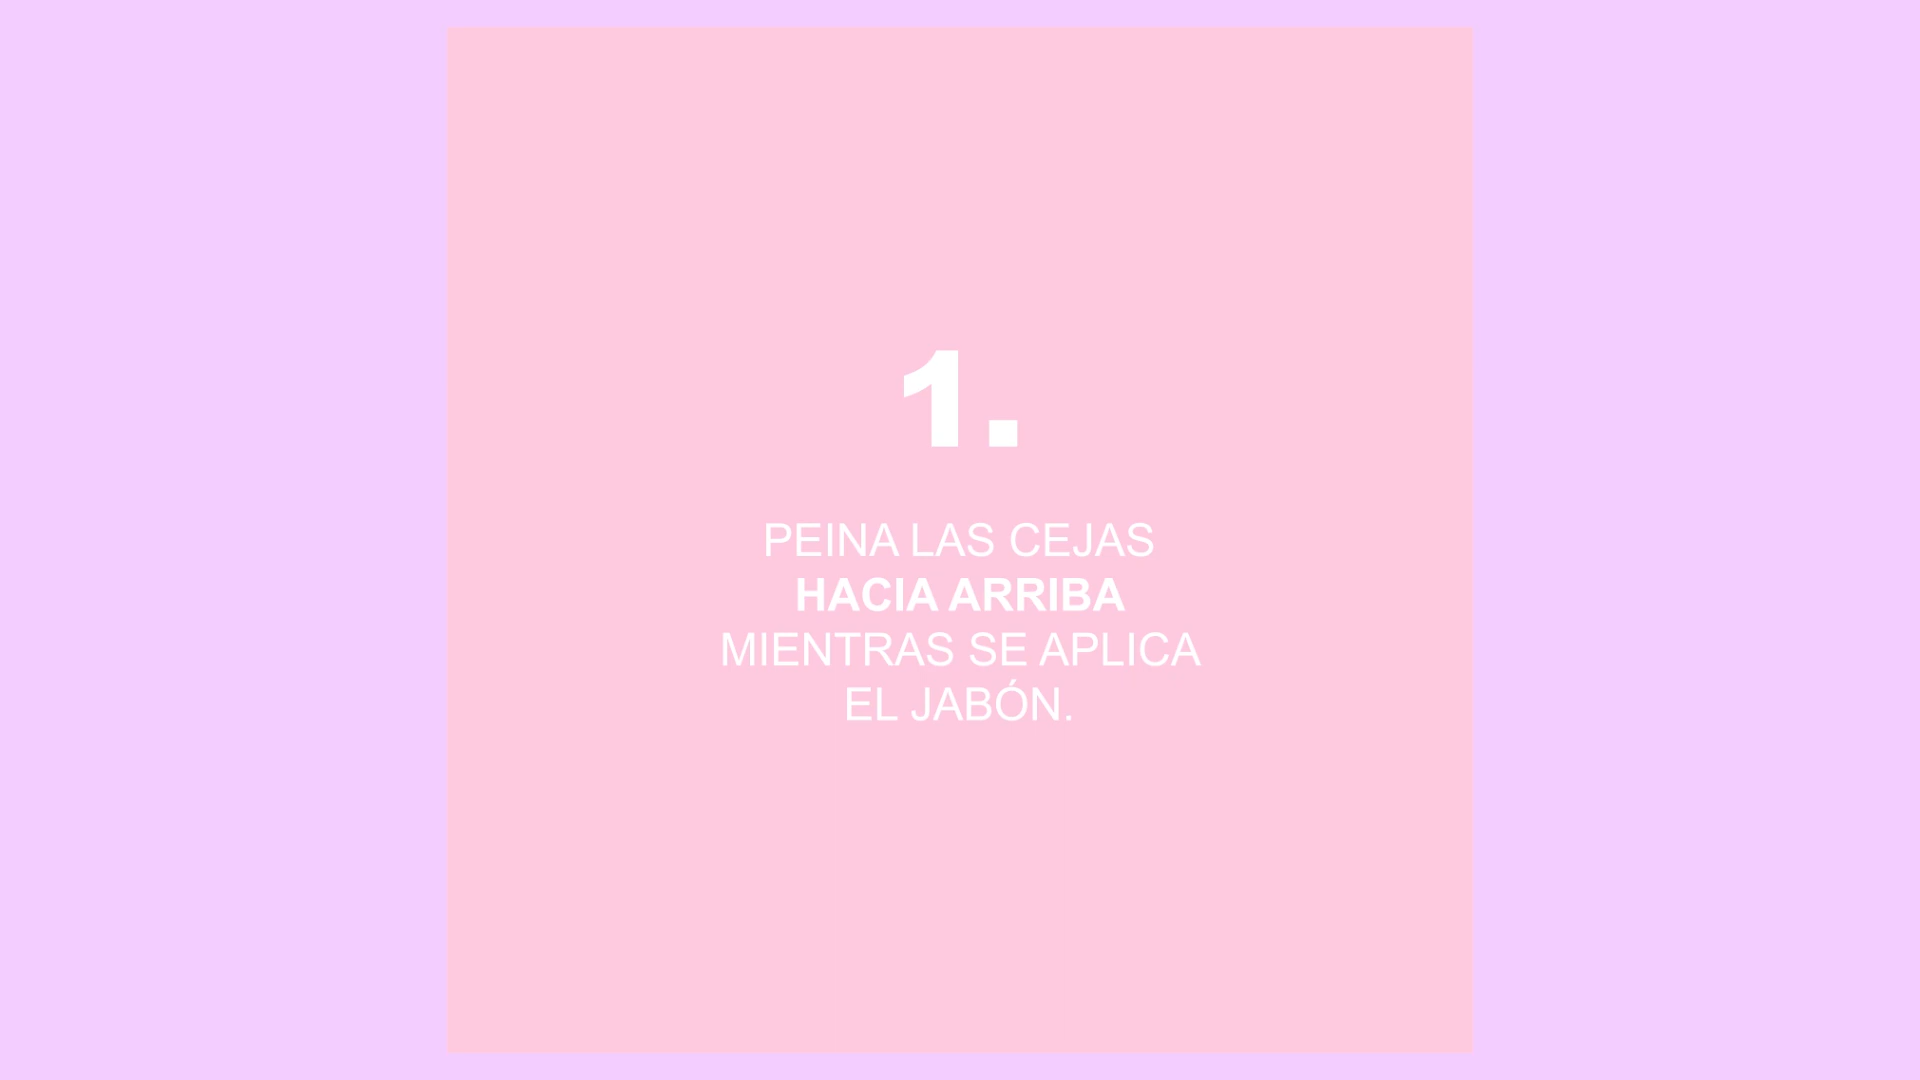 1.
PEINA LAS CEJAS
HACIA ARRIBA
MIENTRAS SE APLICA
EL JABÓN.